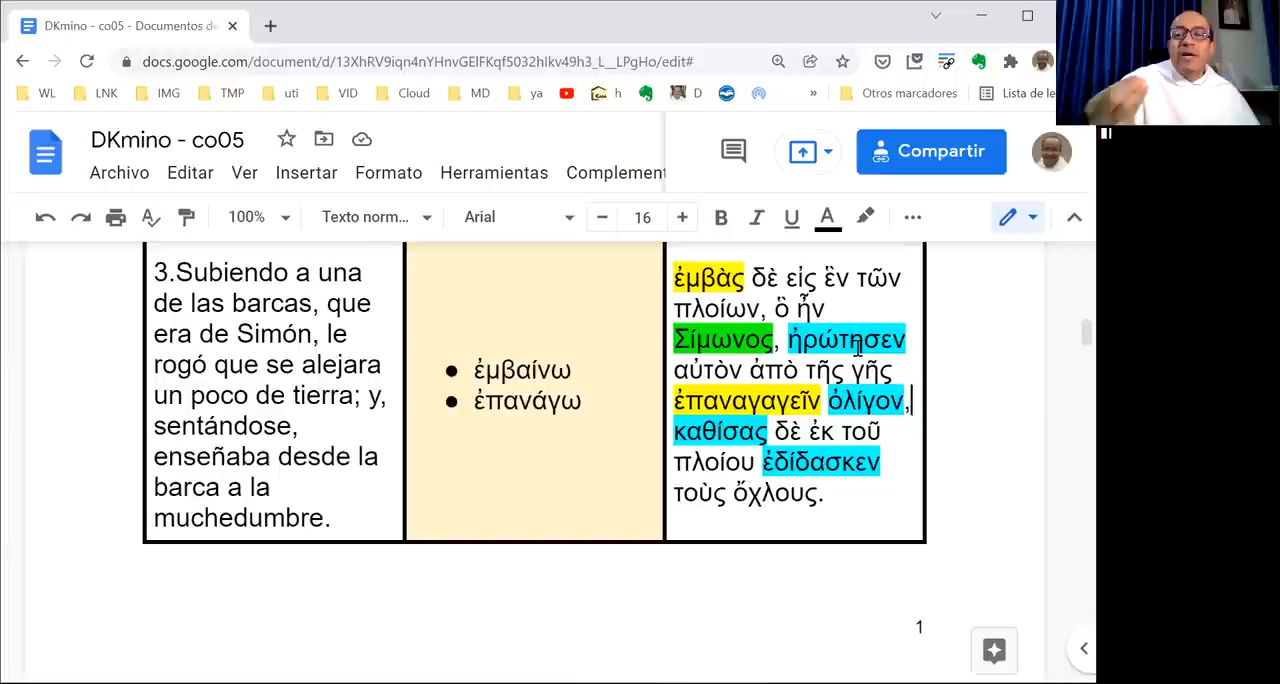 DKmino - co05 - Documentos de
docs.google.com/document/d/13XhRV9iqn4nYHnvGElFKqf5032hlkv49h3_L__LPgHo/edit#
WL LNK IMG TMP uti VID Cloud MD ya h D » Otros marcadores Lista de le
DKmino - co05
Compartir
Archivo Editar Ver Insertar Formato Herramientas Complement
100% Texto norm... Arial 16 B I U A
3.Subiendo a una
de las barcas, que
era de Simón, le
rogó que se alejara
un poco de tierra; y,
sentándose,
enseñaba desde la
barca a la
muchedumbre.
● ἐμβαίνω
● ἐπανάγω
ἐμβὰς δὲ εἰς ἓν τῶν
πλοίων, ὃ ἦν
Σίμωνος, ἠρώτησεν
αὐτὸν ἀπὸ τῆς γῆς
ἐπαναγαγεῖν ὀλίγον,
καθίσας δὲ ἐκ τοῦ
πλοίου ἐδίδασκεν
τοὺς ὄχλους.
1